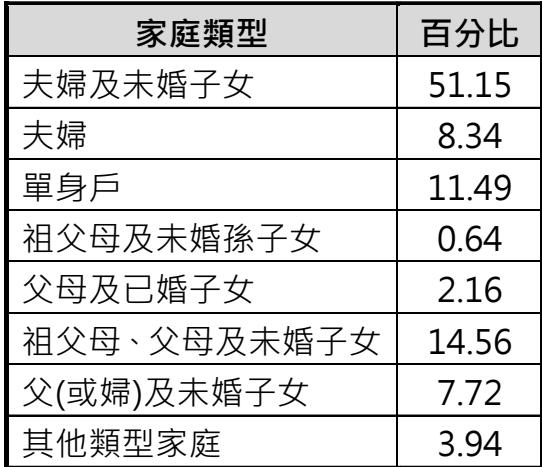 家庭類型 百分比
夫婦及未婚子女 51.15
夫婦 8.34
單身戶 11.49
祖父母及未婚孫子女 0.64
父母及已婚子女 2.16
祖父母、父母及未婚子女 14.56
父(或婦)及未婚子女 7.72
其他類型家庭 3.94